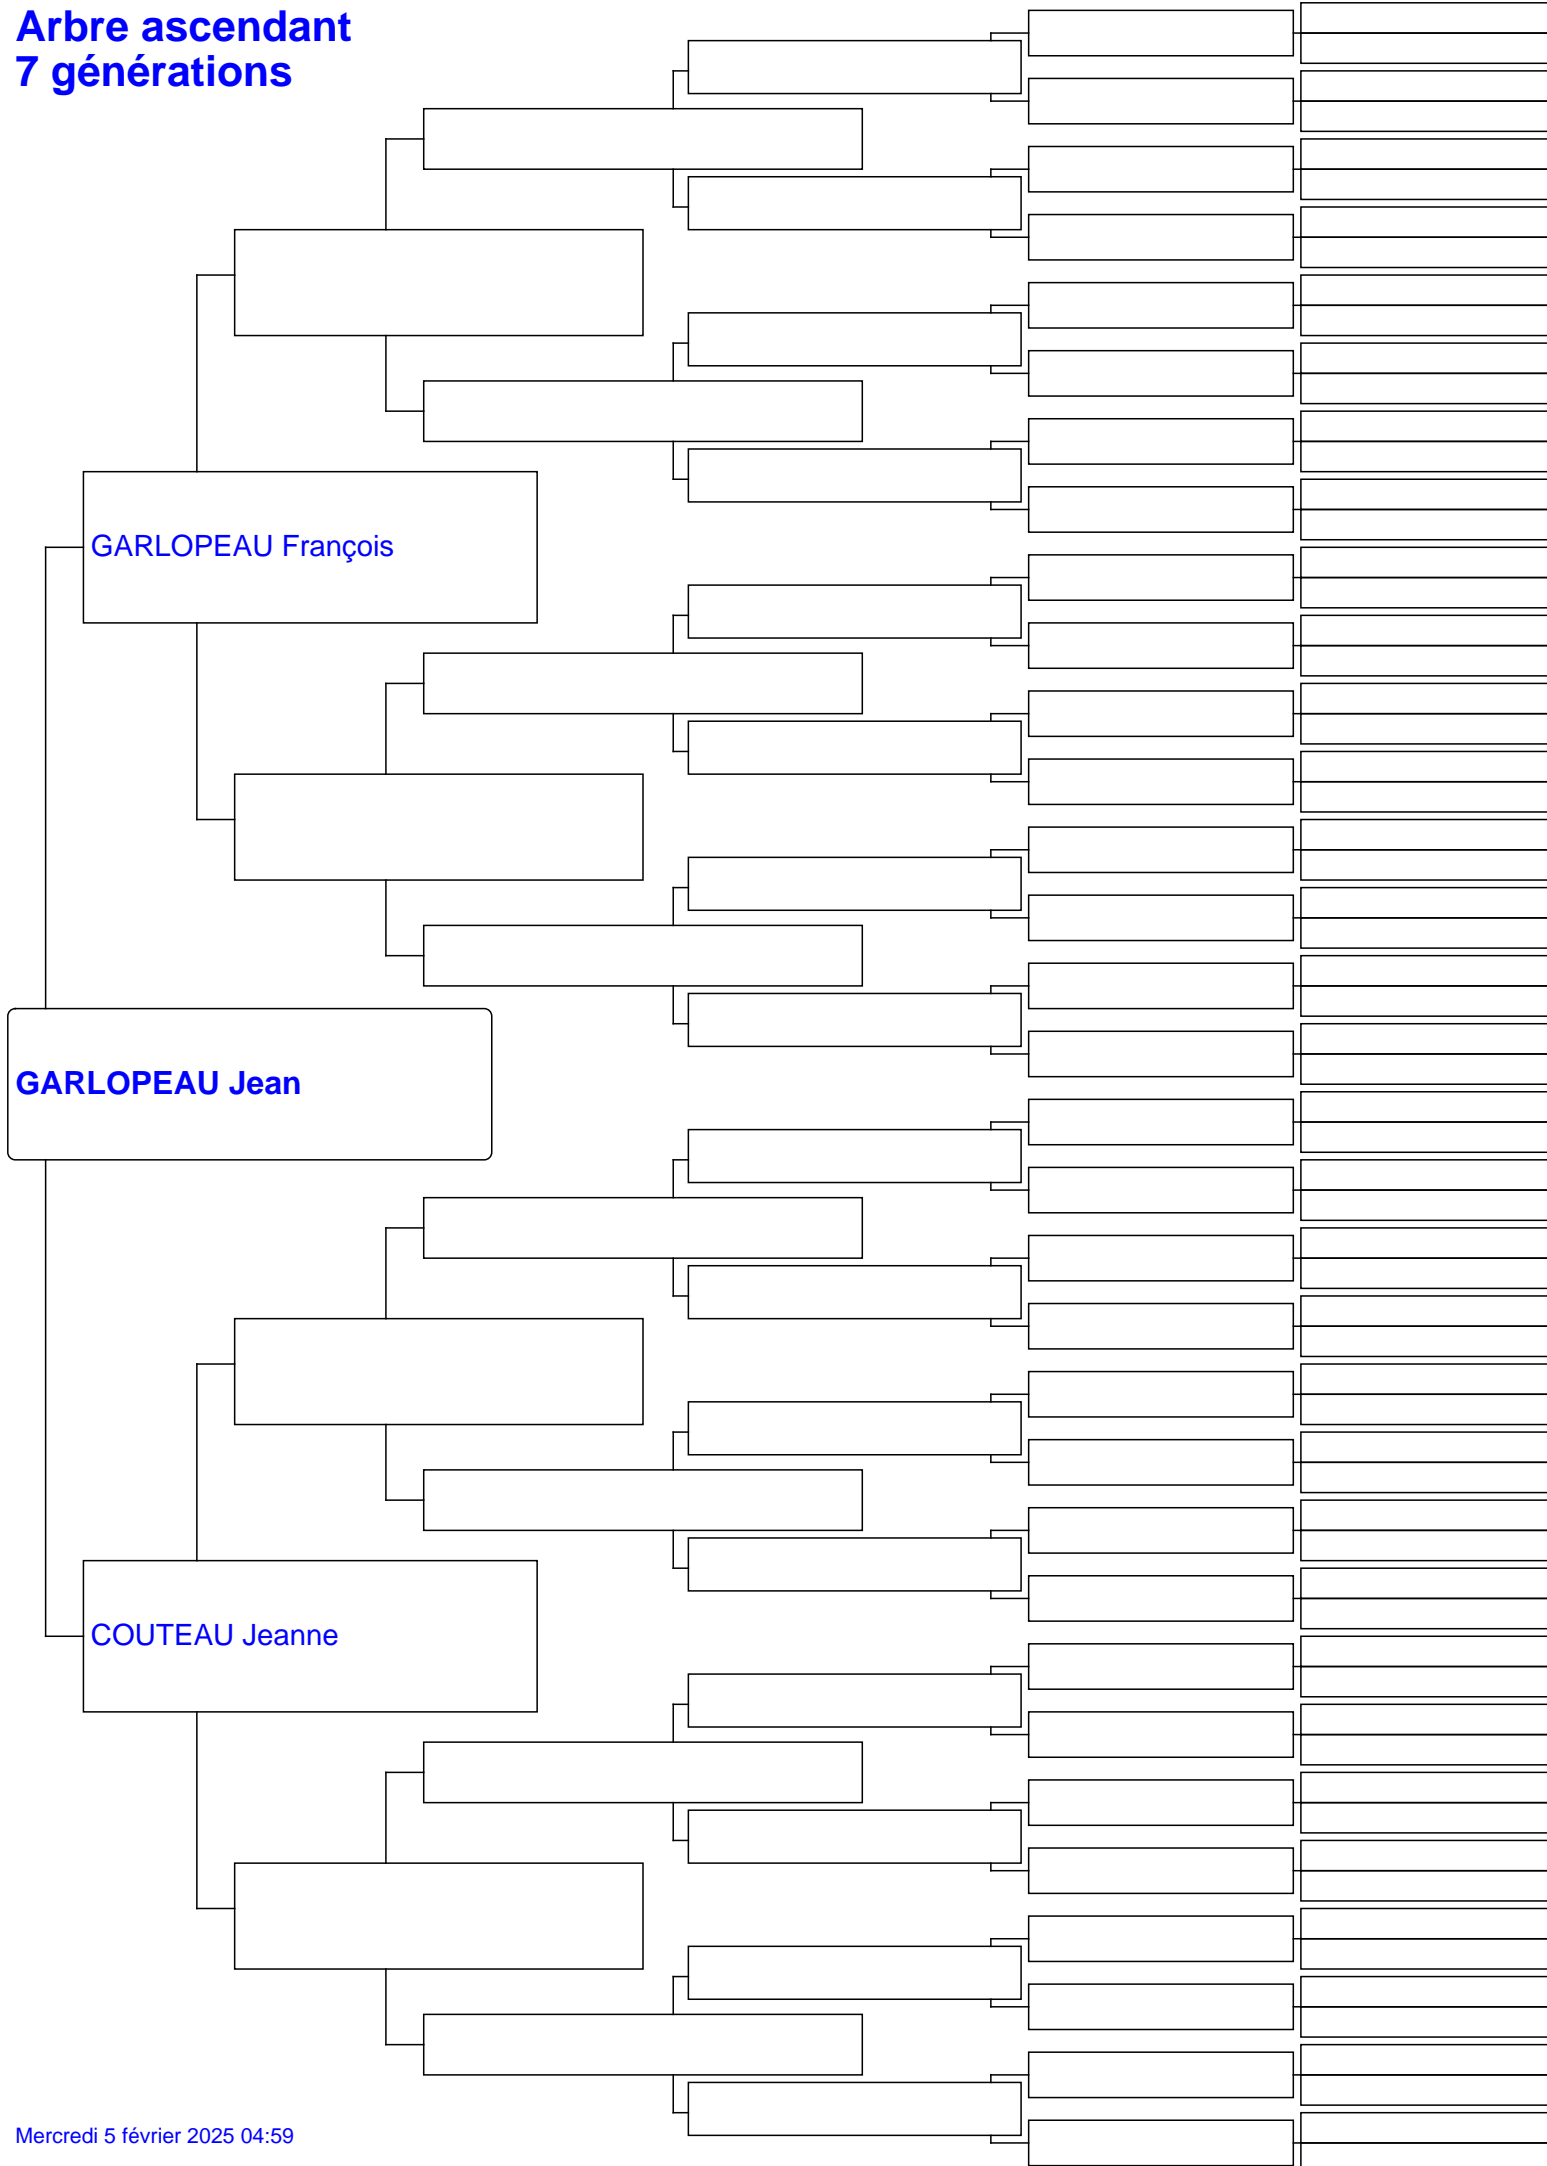 Arbre ascendant
7 générations
GARLOPEAU François
GARLOPEAU Jean
COUTEAU Jeanne
Mercredi 5 février 2025 04:59